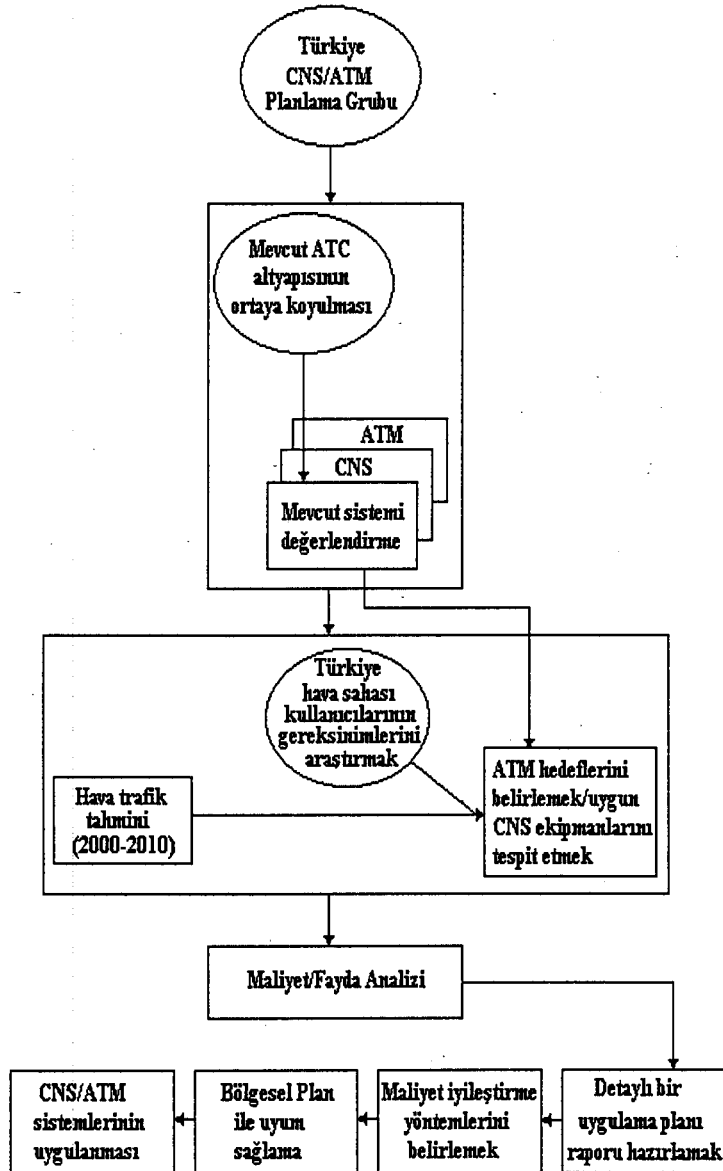 Türkiye
CNS/ATM
Planlama Grubu
Mevcut ATC
altyapısının
ortaya koyulması
ATM
CNS
Mevcut sistemi
değerlendirme
Türkiye
hava sahası
kullanıcılarının
gereksinimlerini
araştırmak
Hava trafik
tahmini
(2000-2010)
ATM hedeflerini
belirlemek/uygun
CNS ekipmanlarını
tespit etmek
Maliyet/Fayda Analizi
CNS/ATM
sistemlerinin
uygulanması
Bölgesel Plan
ile uyum
sağlama
Maliyet iyileştirme
yöntemlerini
belirlemek
Detaylı bir
uygulama planı
raporu hazırlamak